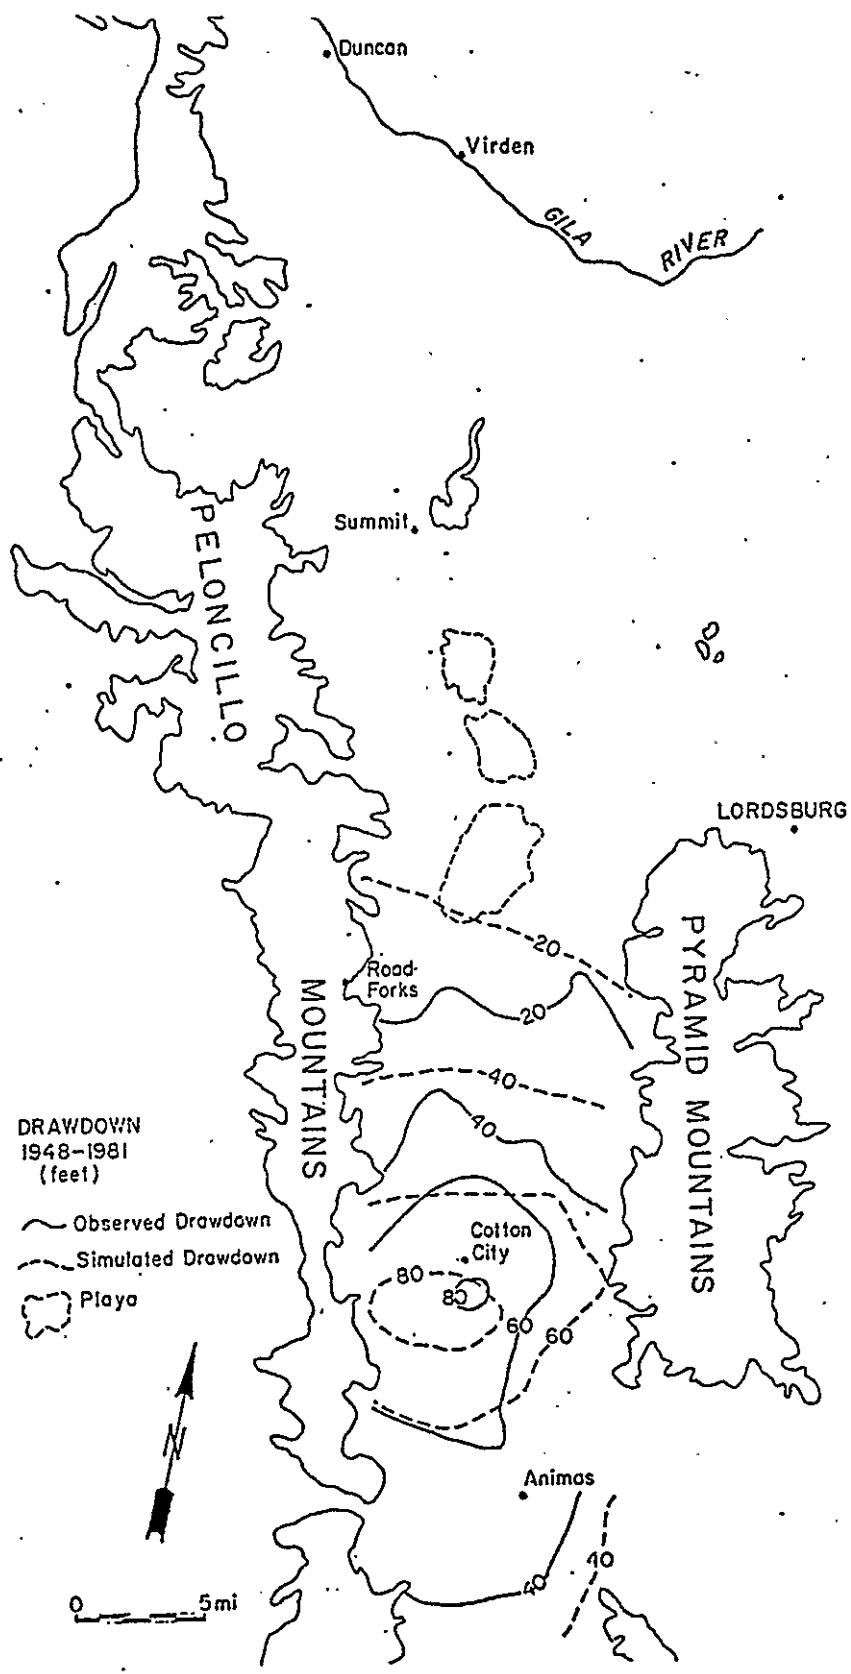 Duncan
Virden
GILA
RIVER
Summit
PELONCILLO
LORDSBURG
20
Road-
Forks
PYRAMID MOUNTAINS
20
MOUNTAINS
40
DRAWDOWN
1948-1981
(feet)
40
Observed Drawdown
Cotton
City
Simulated Drawdown
80
80
Playa
60
60
N
Animas
40
40
0 5mi